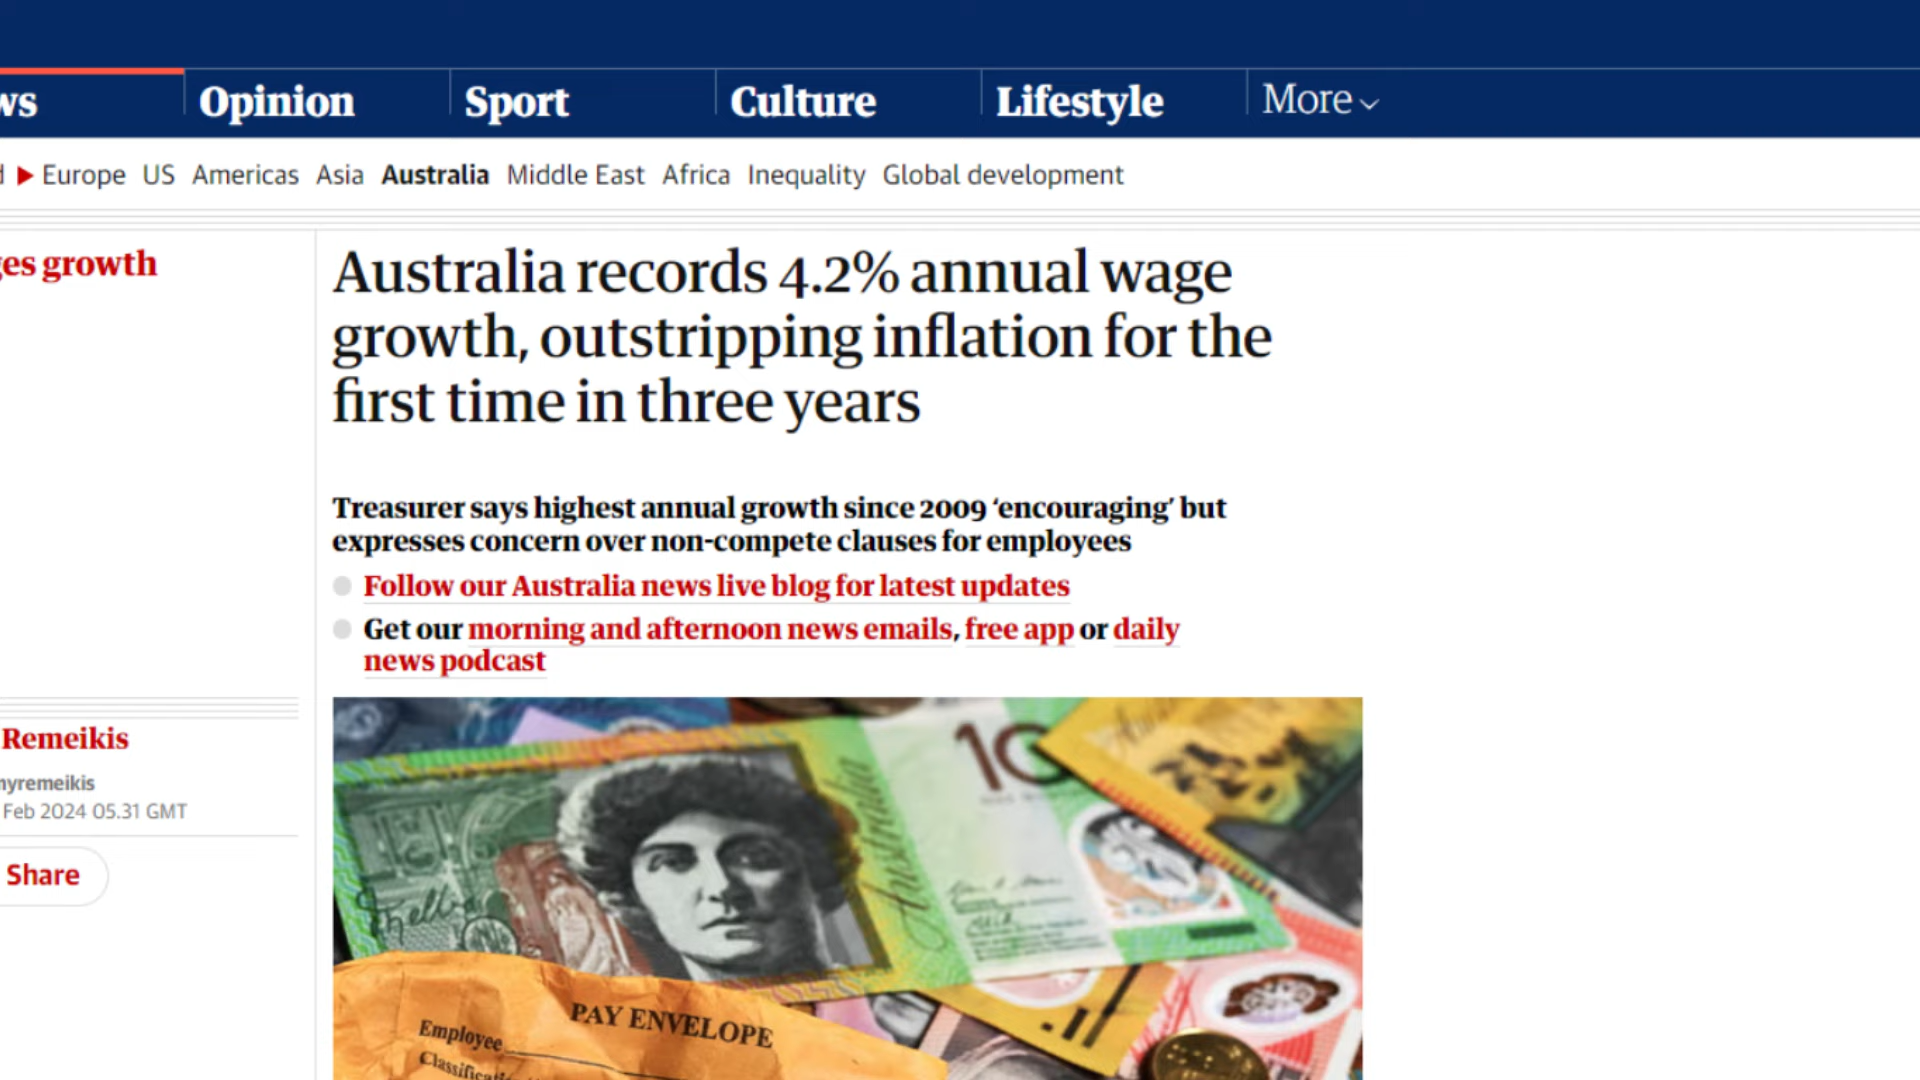 Opinion
Sport
Culture
Lifestyle
More
Europe US Americas Asia Australia Middle East Africa Inequality Global development
growth
Australia records 4.2% annual wage
growth, outstripping inflation for the
first time in three years
Treasurer says highest annual growth since 2009 ‘encouraging’ but
expresses concern over non-compete clauses for employees
Follow our Australia news live blog for latest updates
Get our morning and afternoon news emails, free app or daily
news podcast
Remeikis
Feb 2024 05.31 GMT
Share
10
Australia
PAY ENVELOPE
Employee